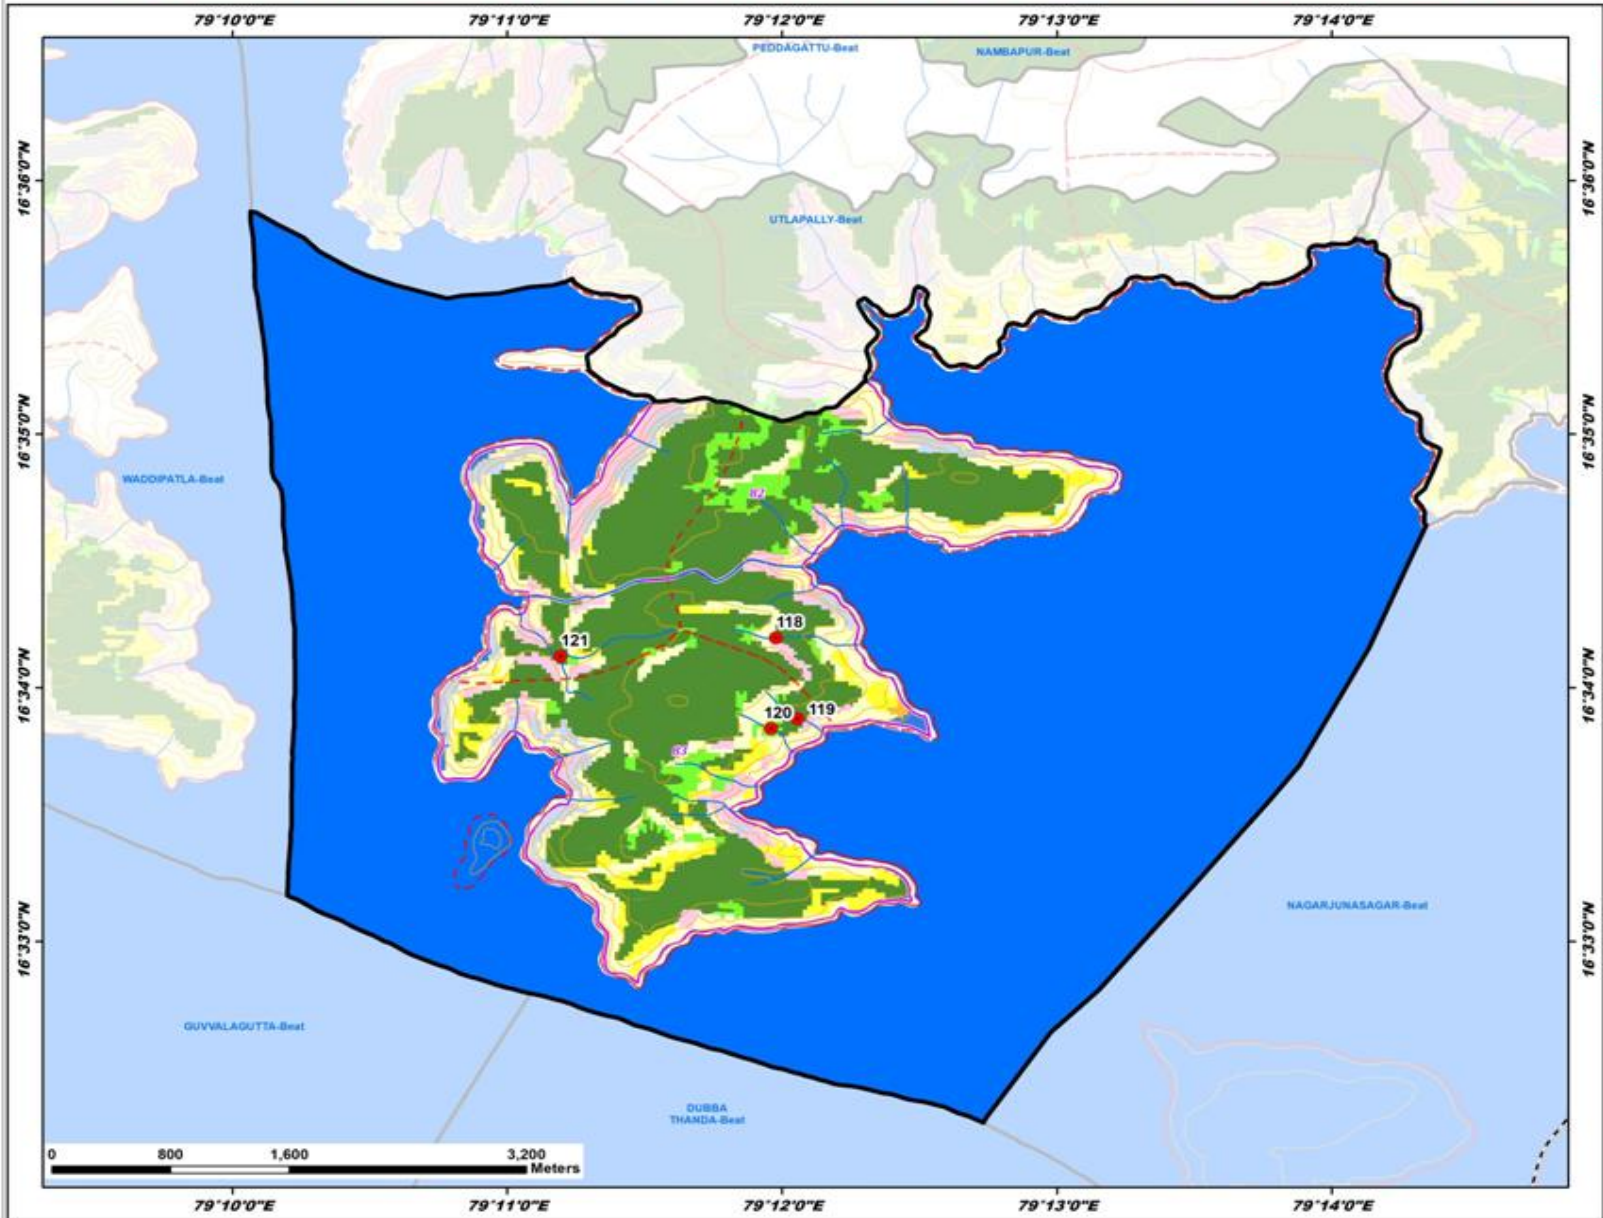 79°10'0"E 79°11'0"E 79°12'0"E 79°13'0"E 79°14'0"E
PEDDAGATTU-Beat
NAMBAPUR-Beat
16°36'0"N 16°36'0"N
UTLAPALLY-Beat
16°35'0"N 16°35'0"N
WADDIPATLA-Beat
82
118
121
16°34'0"N 16°34'0"N
120 119
83
NAGARJUNASAGAR-Beat
16°33'0"N 16°33'0"N
GUVVALAGUTTA-Beat
DUBBA
THANDA-Beat
0 800 1,600 3,200
Meters
79°10'0"E 79°11'0"E 79°12'0"E 79°13'0"E 79°14'0"E